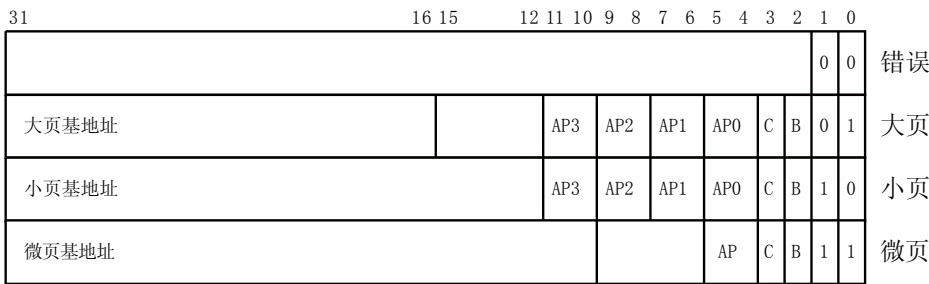 31 16 15 12 11 10 9 8 7 6 5 4 3 2 1 0
0 0 错误
大页基地址 AP3 AP2 AP1 AP0 C B 0 1 大页
小页基地址 AP3 AP2 AP1 AP0 C B 1 0 小页
微页基地址 AP C B 1 1 微页